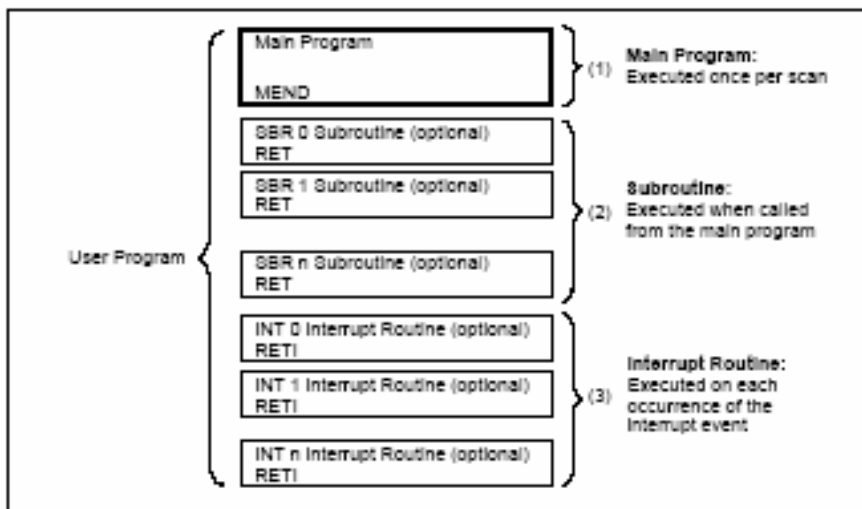 Main Program
MEND
(1)
Main Program:
Executed once per scan
SBR 0 Subroutine (optional)
RET
SBR 1 Subroutine (optional)
RET
SBR n Subroutine (optional)
RET
(2)
Subroutine:
Executed when called
from the main program
User Program
INT 0 Interrupt Routine (optional)
RETI
INT 1 Interrupt Routine (optional)
RETI
INT n Interrupt Routine (optional)
RETI
(3)
Interrupt Routine:
Executed on each
occurrence of the
Interrupt event